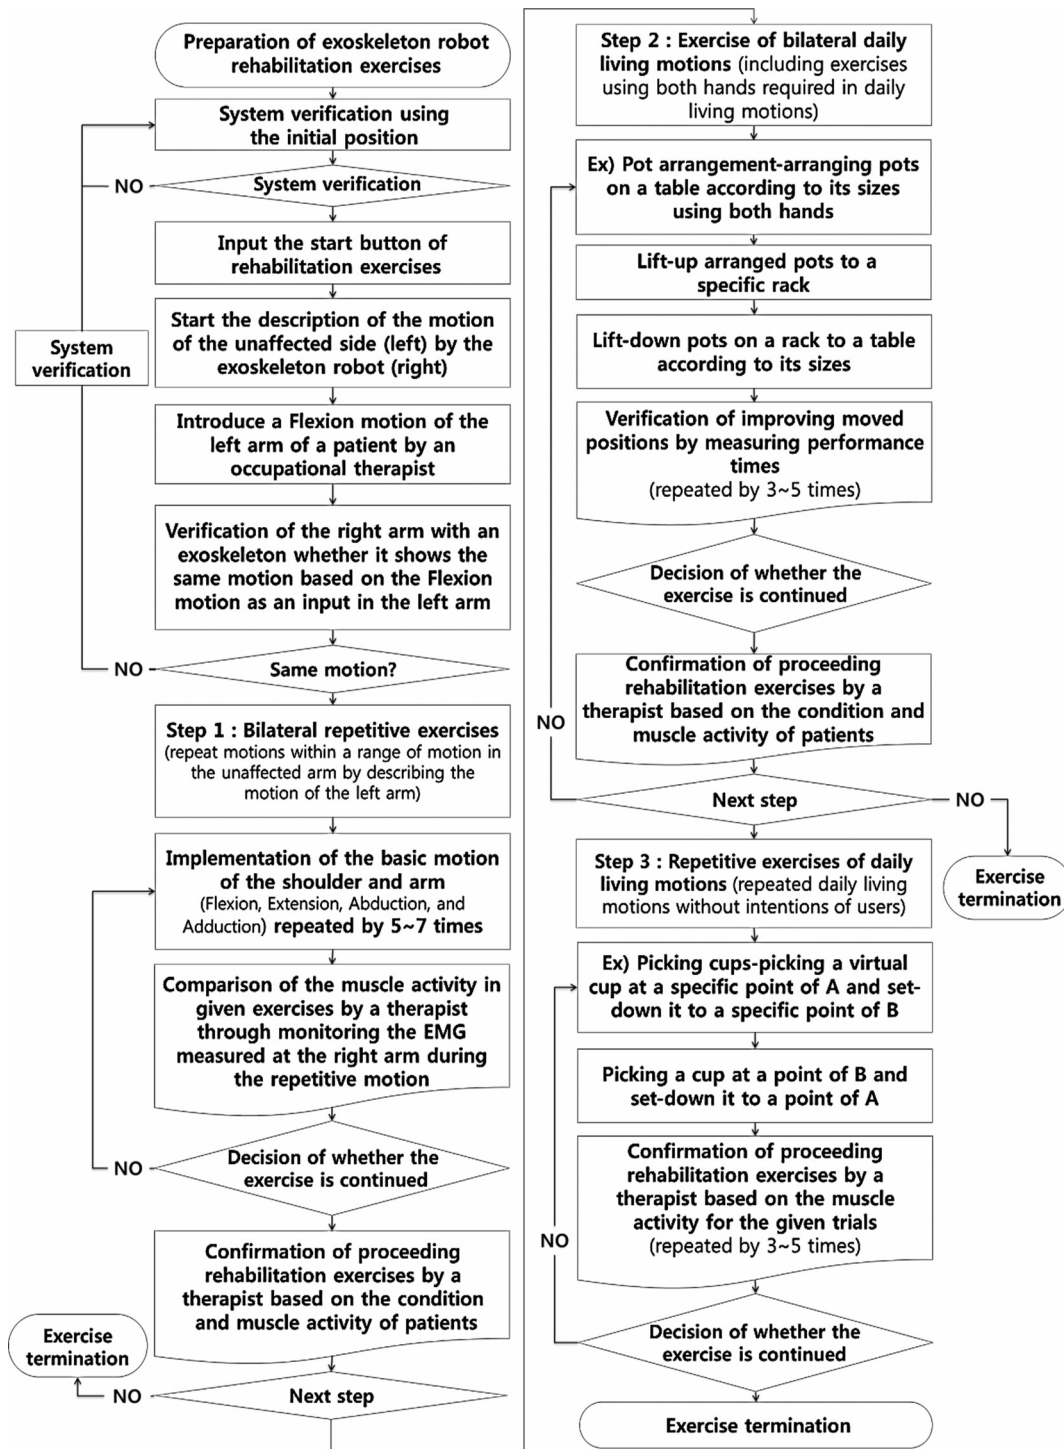 Preparation of exoskeleton robot
rehabilitation exercises
System verification using
the initial position
NO
System verification
Input the start button of
rehabilitation exercises
Start the description of the motion
of the unaffected side (left) by the
exoskeleton robot (right)
System
verification
Introduce a Flexion motion of the
left arm of a patient by an
occupational therapist
Verification of the right arm with an
exoskeleton whether it shows the
same motion based on the Flexion
motion as an input in the left arm
NO
Same motion?
Step 1 : Bilateral repetitive exercises
(repeat motions within a range of motion in
the unaffected arm by describing the
motion of the left arm)
Implementation of the basic motion
of the shoulder and arm
(Flexion, Extension, Abduction, and
Adduction) repeated by 5~7 times
Comparison of the muscle activity in
given exercises by a therapist
through monitoring the EMG
measured at the right arm during
the repetitive motion
NO
Decision of whether the
exercise is continued
Confirmation of proceeding
rehabilitation exercises by a
therapist based on the condition
and muscle activity of patients
Exercise
termination
NO
Next step
Step 2 : Exercise of bilateral daily
living motions (including exercises
using both hands required in daily
living motions)
Ex) Pot arrangement-arranging pots
on a table according to its sizes
using both hands
Lift-up arranged pots to a
specific rack
Lift-down pots on a rack to a table
according to its sizes
Verification of improving moved
positions by measuring performance
times
(repeated by 3~5 times)
Decision of whether the
exercise is continued
Confirmation of proceeding
rehabilitation exercises by a
therapist based on the condition and
muscle activity of patients
NO
Next step
NO
Exercise
termination
Step 3 : Repetitive exercises of daily
living motions (repeated daily living
motions without intentions of users)
Ex) Picking cups-picking a virtual
cup at a specific point of A and set-
down it to a specific point of B
Picking a cup at a point of B and
set-down it to a point of A
Confirmation of proceeding
rehabilitation exercises by a
therapist based on the muscle
activity for the given trials
(repeated by 3~5 times)
NO
Decision of whether the
exercise is continued
Exercise termination